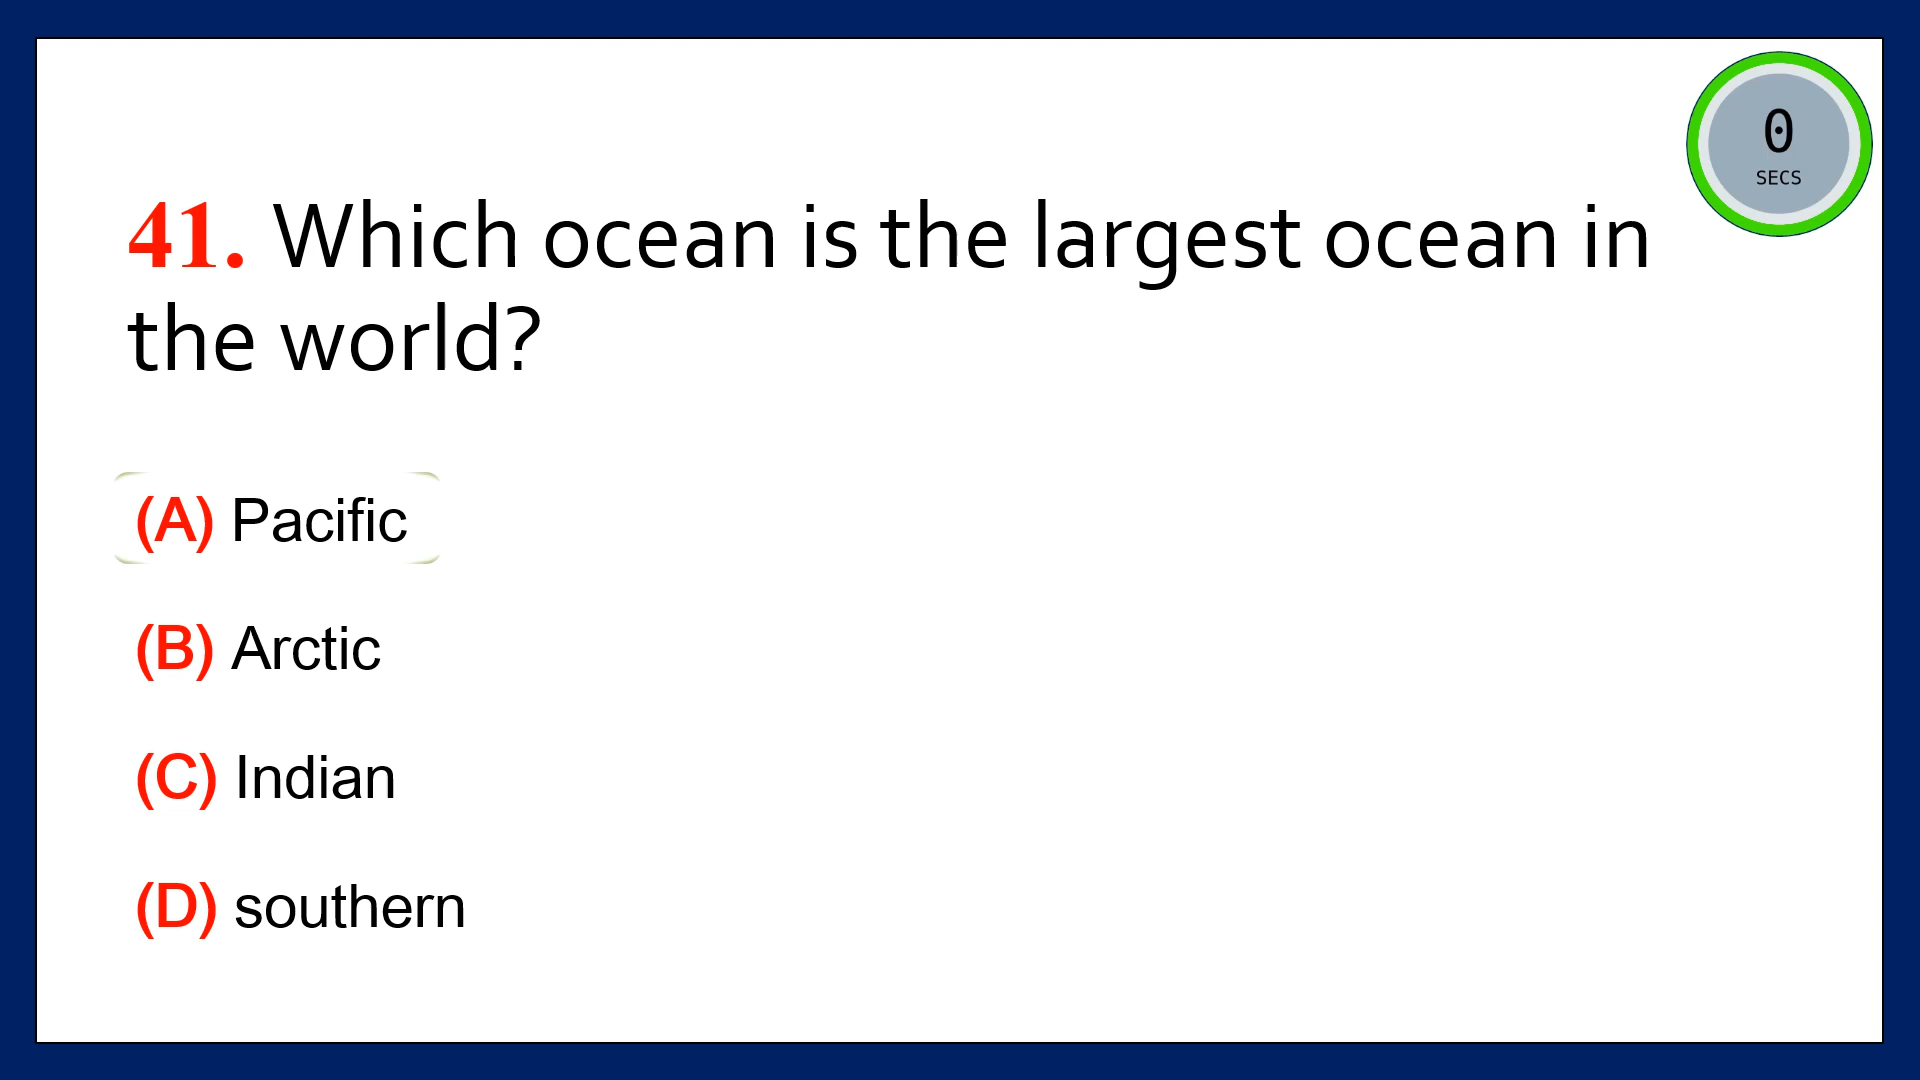 0
SECS
41. Which ocean is the largest ocean in
the world?
(A) Pacific
(B) Arctic
(C) Indian
(D) southern